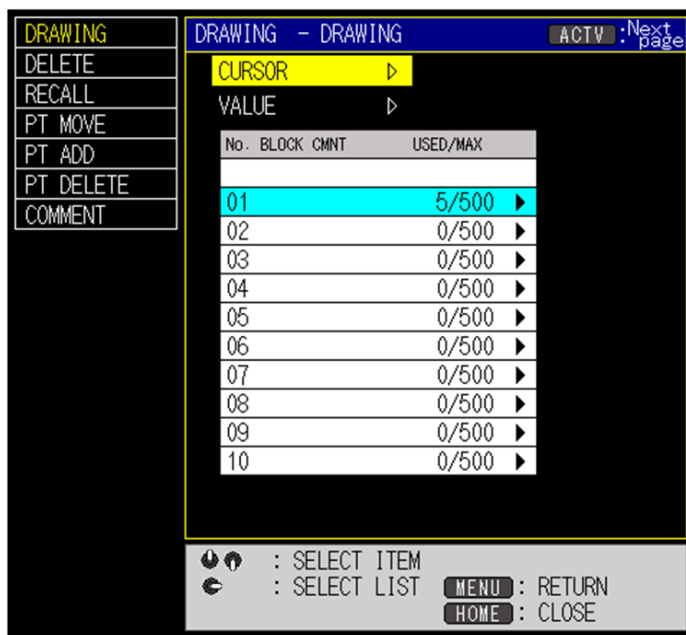 DRAWING
DELETE
RECALL
PT MOVE
PT ADD
PT DELETE
COMMENT
DRAWING - DRAWING
ACTV :Next page
CURSOR ▷
VALUE ▷
No. BLOCK CMNT USED/MAX
01 5/500 ▶
02 0/500 ▶
03 0/500 ▶
04 0/500 ▶
05 0/500 ▶
06 0/500 ▶
07 0/500 ▶
08 0/500 ▶
09 0/500 ▶
10 0/500 ▶
: SELECT ITEM
: SELECT LIST MENU : RETURN
HOME : CLOSE